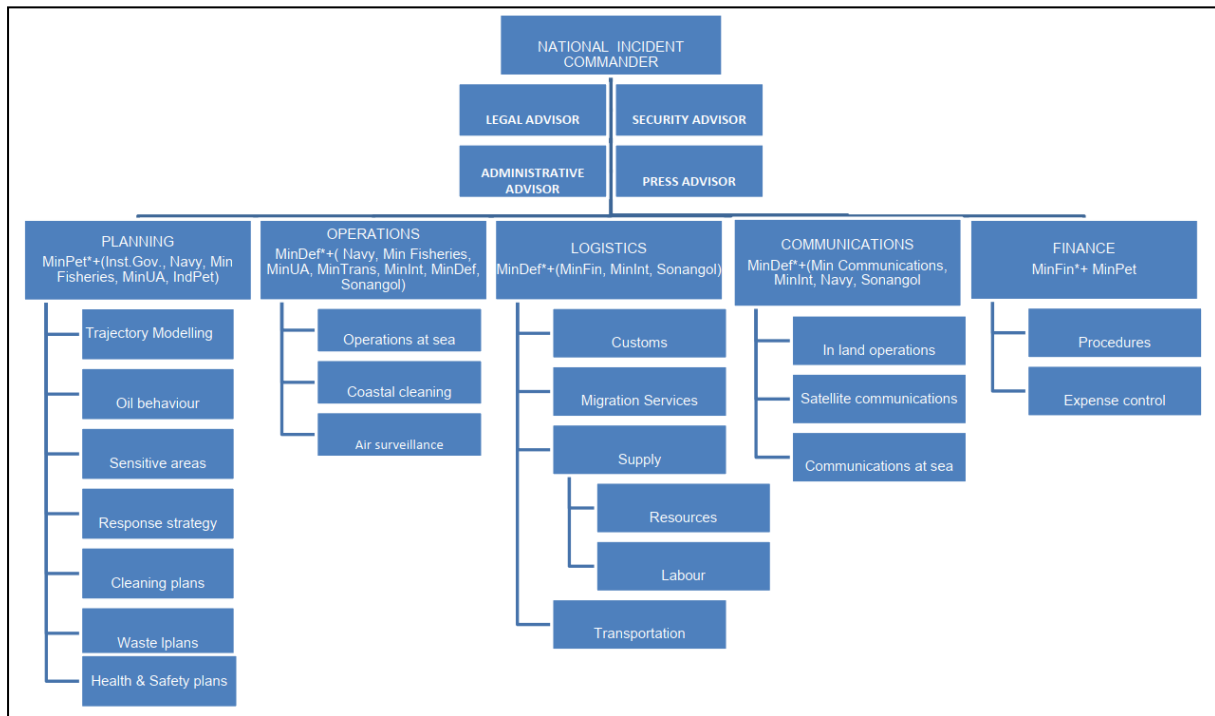 NATIONAL INCIDENT
COMMANDER
LEGAL ADVISOR
SECURITY ADVISOR
ADMINISTRATIVE
ADVISOR
PRESS ADVISOR
PLANNING
MinPet*+(Inst.Gov., Navy, Min
Fisheries, MinUA, IndPet)
Trajectory Modelling
Oil behaviour
Sensitive areas
Response strategy
Cleaning plans
Waste lplans
Health & Safety plans
OPERATIONS
MinDef*+( Navy, Min Fisheries,
MinUA, MinTrans, MinInt, MinDef,
Sonangol)
Operations at sea
Coastal cleaning
Air surveillance
LOGISTICS
MinDef*+(MinFin, MinInt, Sonangol)
Customs
Migration Services
Supply
Resources
Labour
Transportation
COMMUNICATIONS
MinDef*+(Min Communications,
MinInt, Navy, Sonangol
In land operations
Satellite communications
Communications at sea
FINANCE
MinFin*+ MinPet
Procedures
Expense control